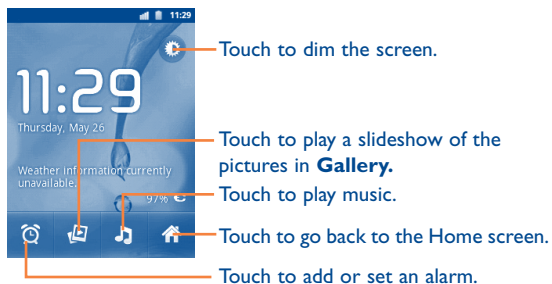 11:29
Touch to dim the screen.
11:29
Thursday, May 26
Touch to play a slideshow of the
pictures in Gallery.
Weather information currently
unavailable.
97%
Touch to play music.
Touch to go back to the Home screen.
Touch to add or set an alarm.